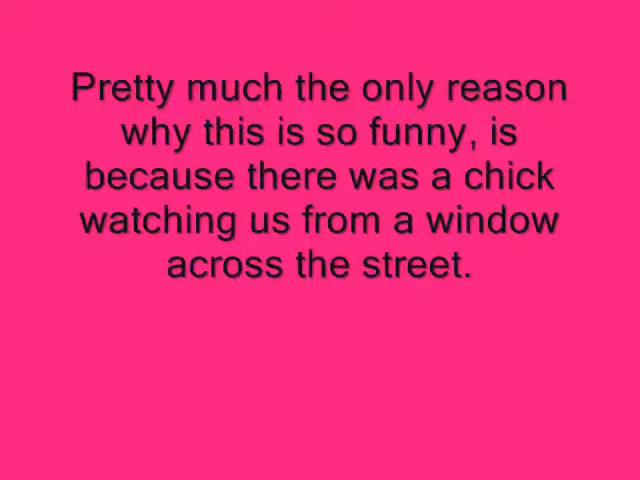 Pretty much the only reason
why this is so funny, is
because there was a chick
watching us from a window
across the street.